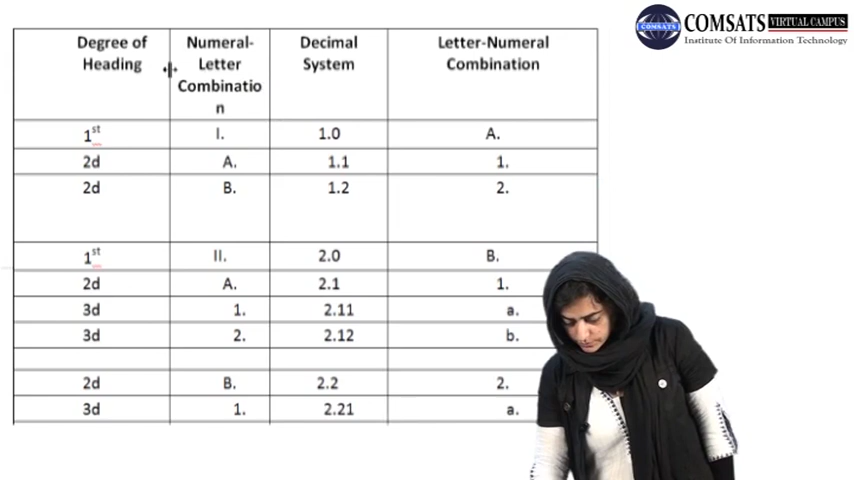 COMSATS VIRTUAL CAMPUS
Institute Of Information Technology
COMSATS
Degree of Heading	Numeral-Letter Combinatio n	Decimal System	Letter-Numeral Combination
1st	I.	1.0	A.
2d	A.	1.1	1.
2d	B.	1.2	2.
1st	II.	2.0	B.
2d	A.	2.1	1.
3d	1.	2.11	a.
3d	2.	2.12	b.
2d	B.	2.2	2.
3d	1.	2.21	a.